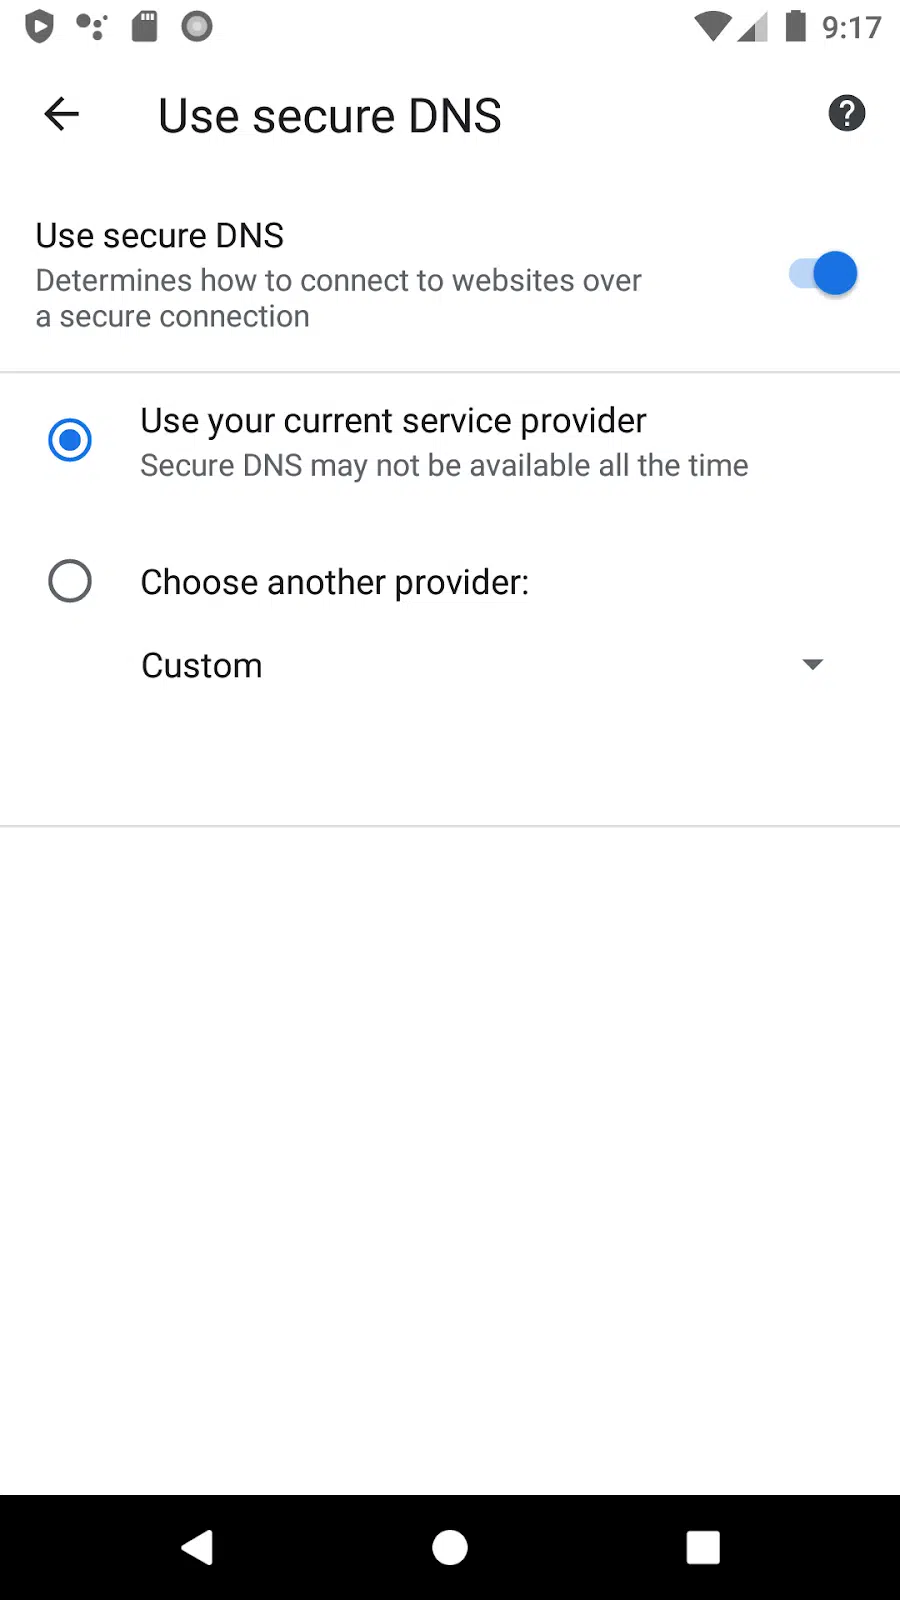 9:17
Use secure DNS
Use secure DNS
Determines how to connect to websites over
a secure connection
Use your current service provider
Secure DNS may not be available all the time
Choose another provider:
Custom